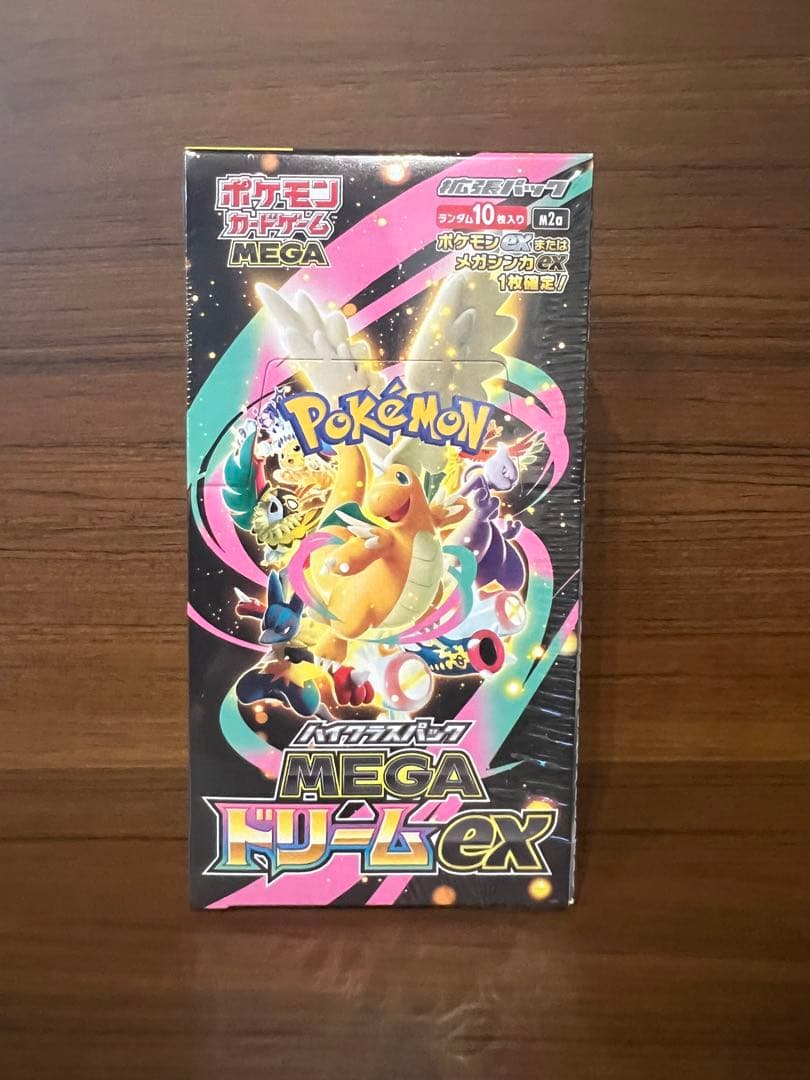 ポケモン
カードゲーム
MEGA
拡張パック
ランダム10枚入り
M2a
ポケモンexまたは
メガシンカex
1枚確定!
POKéMON
ハイクラスパック
MEGA
ドリームex